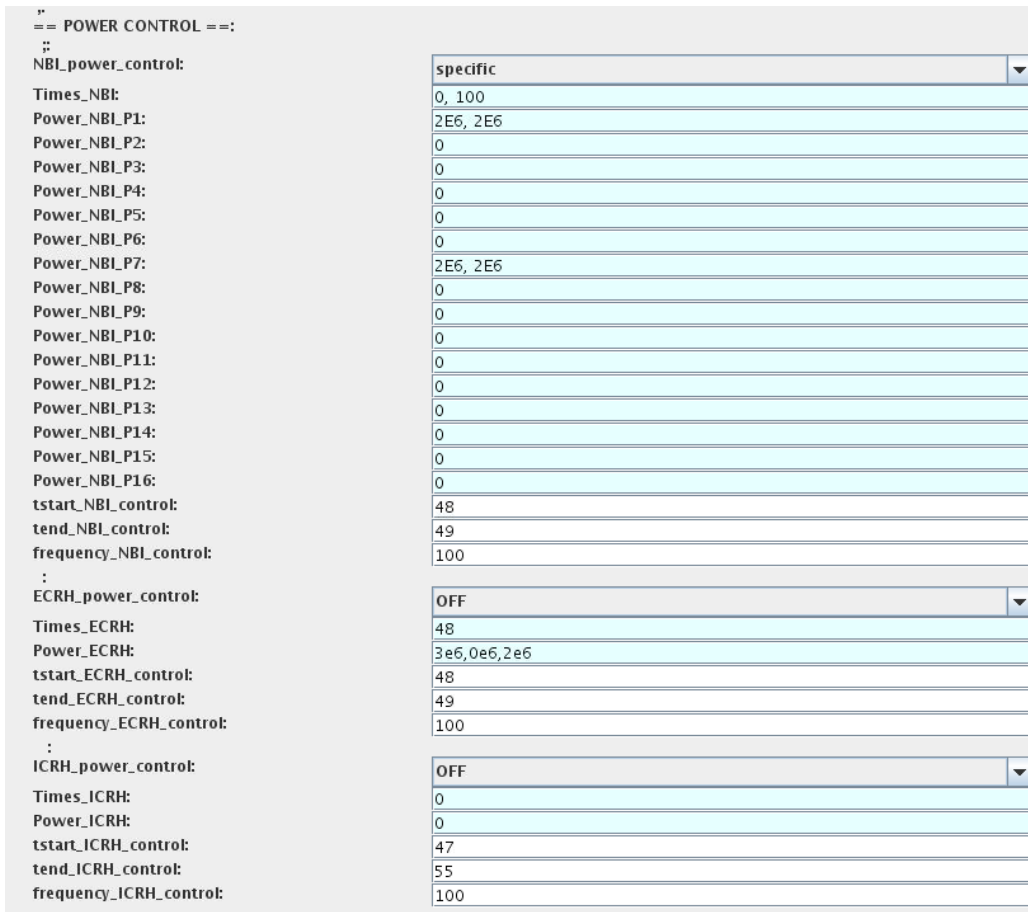 ;:
== POWER CONTROL ==:
;:
NBI_power_control: specific
Times_NBI: 0, 100
Power_NBI_P1: 2E6, 2E6
Power_NBI_P2: 0
Power_NBI_P3: 0
Power_NBI_P4: 0
Power_NBI_P5: 0
Power_NBI_P6: 0
Power_NBI_P7: 2E6, 2E6
Power_NBI_P8: 0
Power_NBI_P9: 0
Power_NBI_P10: 0
Power_NBI_P11: 0
Power_NBI_P12: 0
Power_NBI_P13: 0
Power_NBI_P14: 0
Power_NBI_P15: 0
Power_NBI_P16: 0
tstart_NBI_control: 48
tend_NBI_control: 49
frequency_NBI_control: 100
:
ECRH_power_control: OFF
Times_ECRH: 48
Power_ECRH: 3e6,0e6,2e6
tstart_ECRH_control: 48
tend_ECRH_control: 49
frequency_ECRH_control: 100
:
ICRH_power_control: OFF
Times_ICRH: 0
Power_ICRH: 0
tstart_ICRH_control: 47
tend_ICRH_control: 55
frequency_ICRH_control: 100